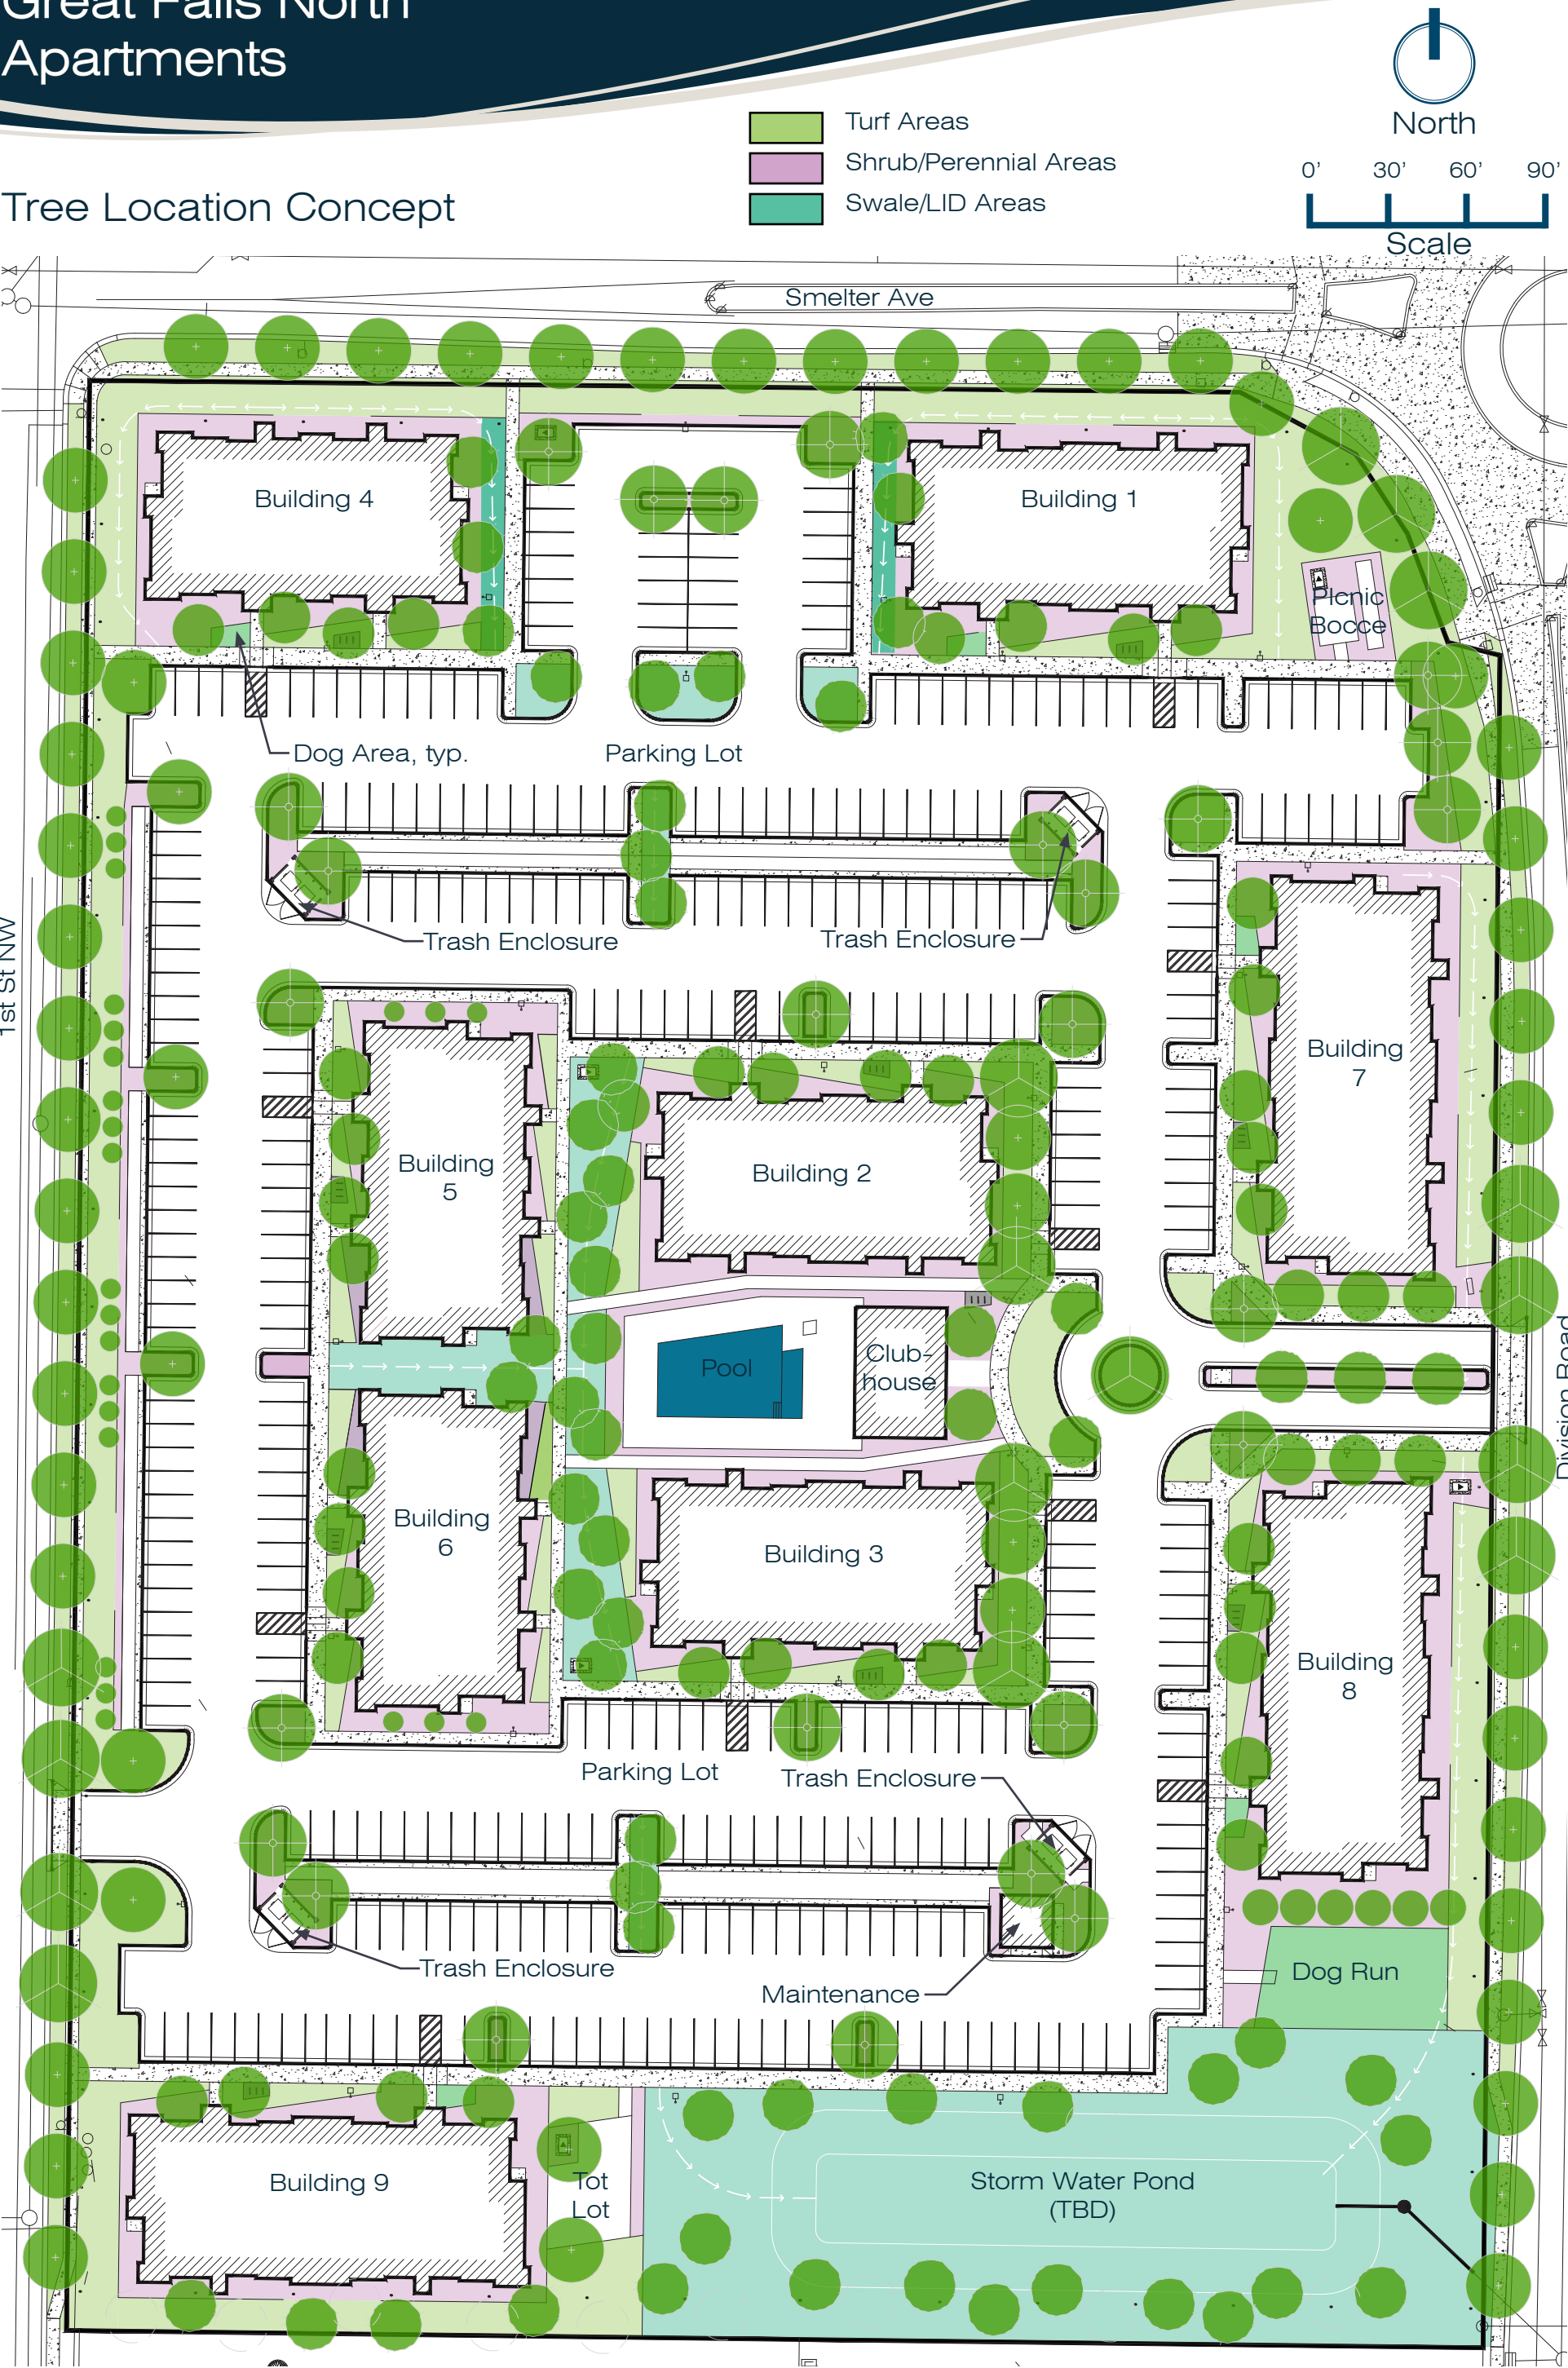 Great Falls North
Apartments
North
Turf Areas
Shrub/Perennial Areas
Swale/LID Areas
0' 30' 60' 90'
Scale
Tree Location Concept
Smelter Ave
Building 4
Building 1
Picnic
Bocce
Dog Area, typ.
Parking Lot
Trash Enclosure
Trash Enclosure
1st St NW
Building
7
Building
5
Building 2
Pool
Club-
house
Division Road
Building
6
Building 3
Building
8
Parking Lot
Trash Enclosure
Trash Enclosure
Maintenance
Dog Run
Building 9
Tot
Lot
Storm Water Pond
(TBD)